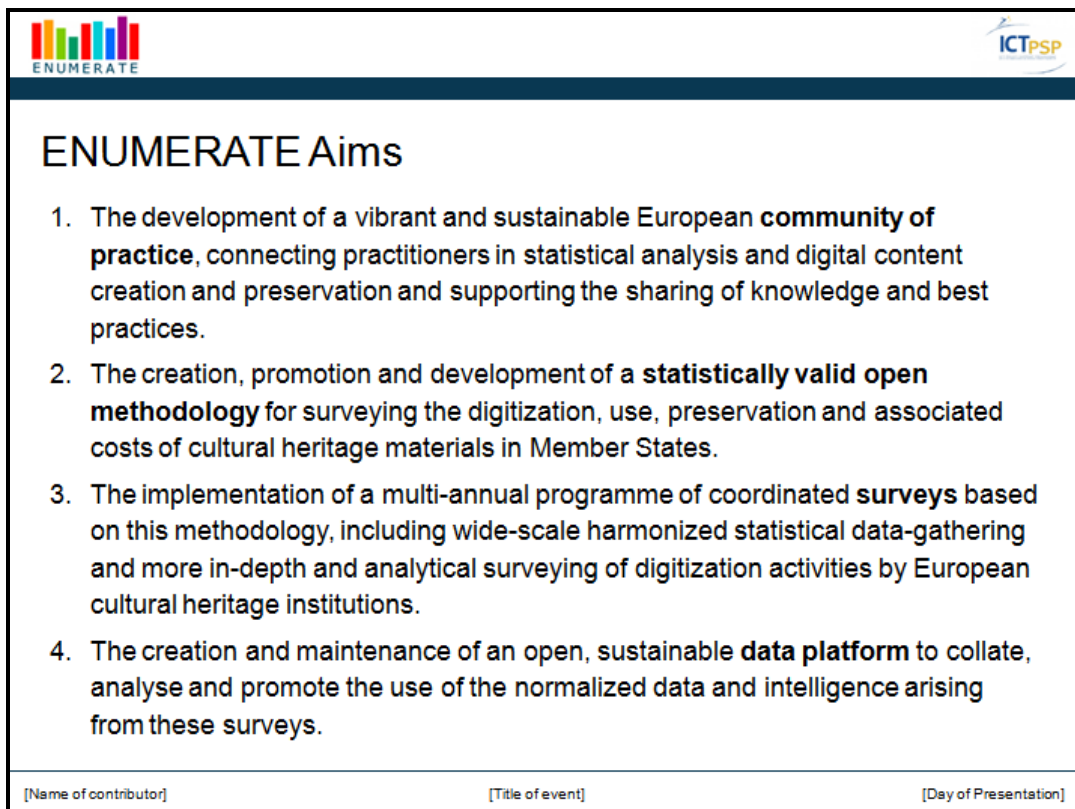 ENUMERATE
ICTPSP
ENUMERATE Aims
1. The development of a vibrant and sustainable European community of
practice, connecting practitioners in statistical analysis and digital content
creation and preservation and supporting the sharing of knowledge and best
practices.
2. The creation, promotion and development of a statistically valid open
methodology for surveying the digitization, use, preservation and associated
costs of cultural heritage materials in Member States.
3. The implementation of a multi-annual programme of coordinated surveys based
on this methodology, including wide-scale harmonized statistical data-gathering
and more in-depth and analytical surveying of digitization activities by European
cultural heritage institutions.
4. The creation and maintenance of an open, sustainable data platform to collate,
analyse and promote the use of the normalized data and intelligence arising
from these surveys.
[Name of contributor]
[Title of event]
[Day of Presentation]